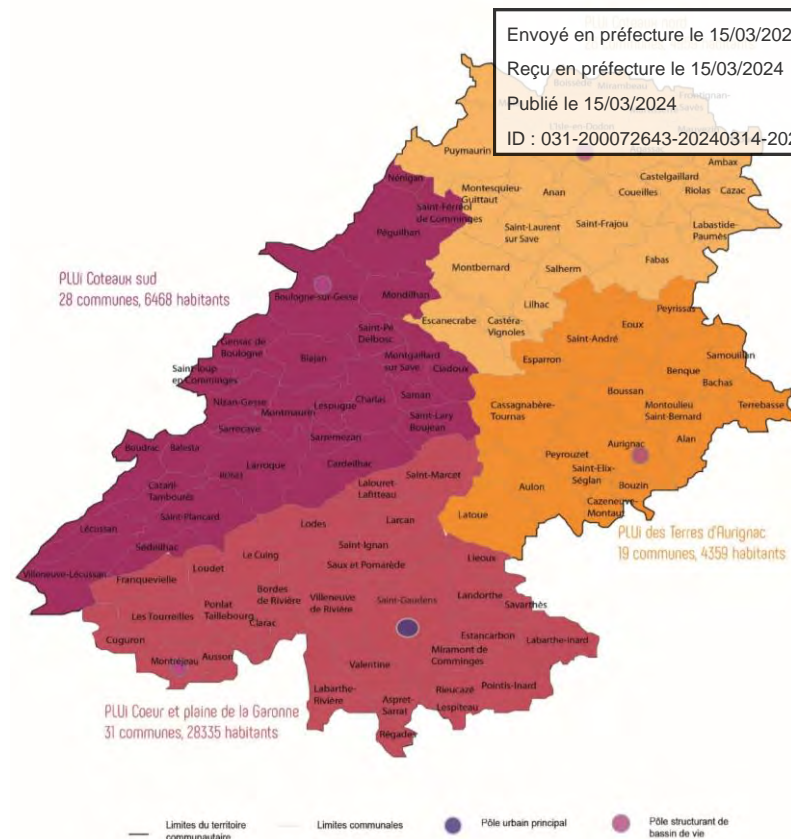 Envoyé en préfecture le 15/03/202
Reçu en préfecture le 15/03/2024
Publié le 15/03/2024
ID : 031-200072643-20240314-202
Puymaurin
Ambax
Nénigan
Castelgaillard
Montesquieu-
Guittaut
Anan
Coueilles
Riolas
Cazac
Saint-Ferréol
de Comminges
Péguilhan
Saint-Laurent
sur Save
Saint-Frajou
Labastide-
Paumès
Montbernard
Salherm
Fabas
PLUi Coteaux sud
28 communes, 6468 habitants
Boulogne-sur-Gesse
Mondilhan
Lilhac
Peyrissas
Escanecrabe
Castéra-
Vignoles
Eoux
Saint-Pé
Delbosc
Saint-André
Gensac de
Boulogne
Blajan
Montgaillard
sur Save
Ciadoux
Esparron
Samouillan
Saint-loup
en Comminges
Benque
Bachas
Boussan
Nizan-Gesse
Lespugue
Charlas
Saman
Cassagnabère-
Tournas
Montoulieu
Saint-Bernard
Terrebasse
Montmaurin
Saint-Lary
Roujean
Sarrecave
Sarremezan
Alan
Boudrac
Balesta
Aurignac
Peyrouzet
Larroque
Cardeilhac
Saint-Marcet
Saint-Elix-
Séglan
Bouzin
Cazaril-
Tambourès
Lalouret-
Laffiteau
Aulon
Cazeneuve-
Montaut
Saint-Plancard
Larcan
Latoue
Lécussan
Lodes
PLUi des Terres d'Aurignac
19 communes, 4359 habitants
Sédeilhac
Saint-Ignan
Le Cuing
Lieoux
Villeneuve-Lécussan
Franquevielle
Loudet
Saux et Pomarède
Bordes
de Rivière
Villeneuve
de Rivière
Saint-Gaudens
Landorthe
Savarthès
Les Tourreilles
Ponlat
Taillebourg
Clarac
Estancarbon
Labarthe-Inard
Cuguron
Miramont de
Comminges
Montréjeau
Ausson
Valentine
Labarthe-
Rivière
Rieucazé
Pointis-Inard
Aspret-
Sarrat
Lespiteau
PLUi Coeur et plaine de la Garonne
31 communes, 28335 habitants
Régades
Limites du territoire
communautaire
Limites communales
Pôle urbain principal
Pôle structurant de
bassin de vie